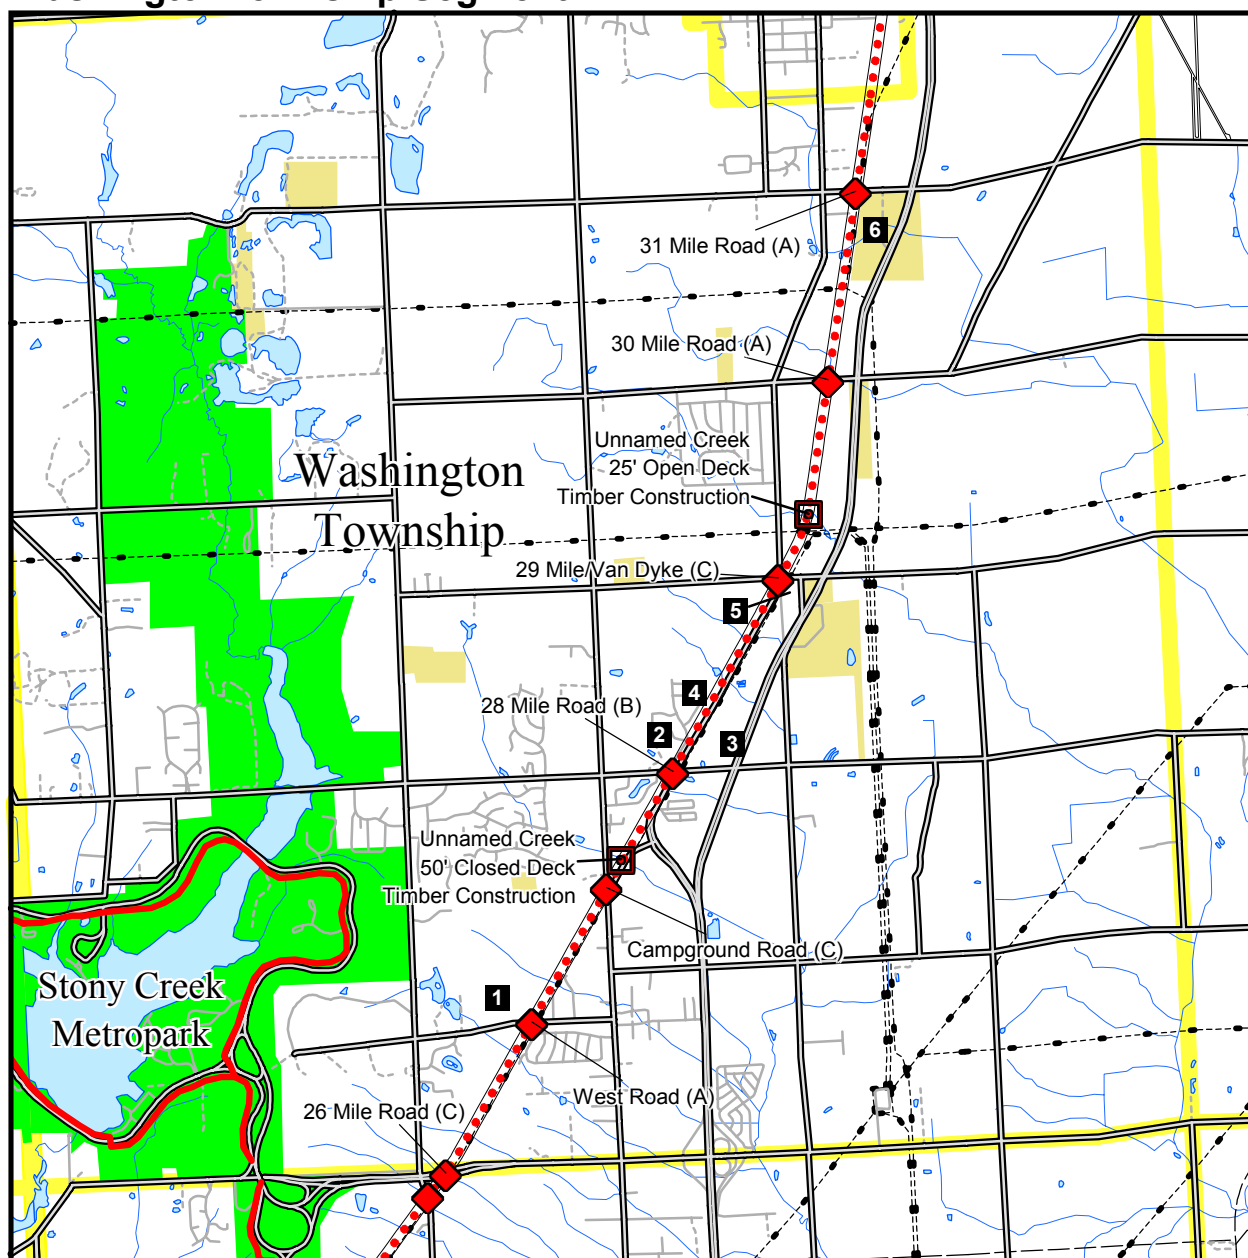 31 Mile Road (A)
6
30 Mile Road (A)
Unnamed Creek
25' Open Deck
Timber Construction
Washington
Township
29 Mile/Van Dyke (C)
5
4
28 Mile Road (B)
2
3
Unnamed Creek
50' Closed Deck
Timber Construction
Campground Road (C)
Stony Creek
Metropark
1
West Road (A)
26 Mile Road (C)